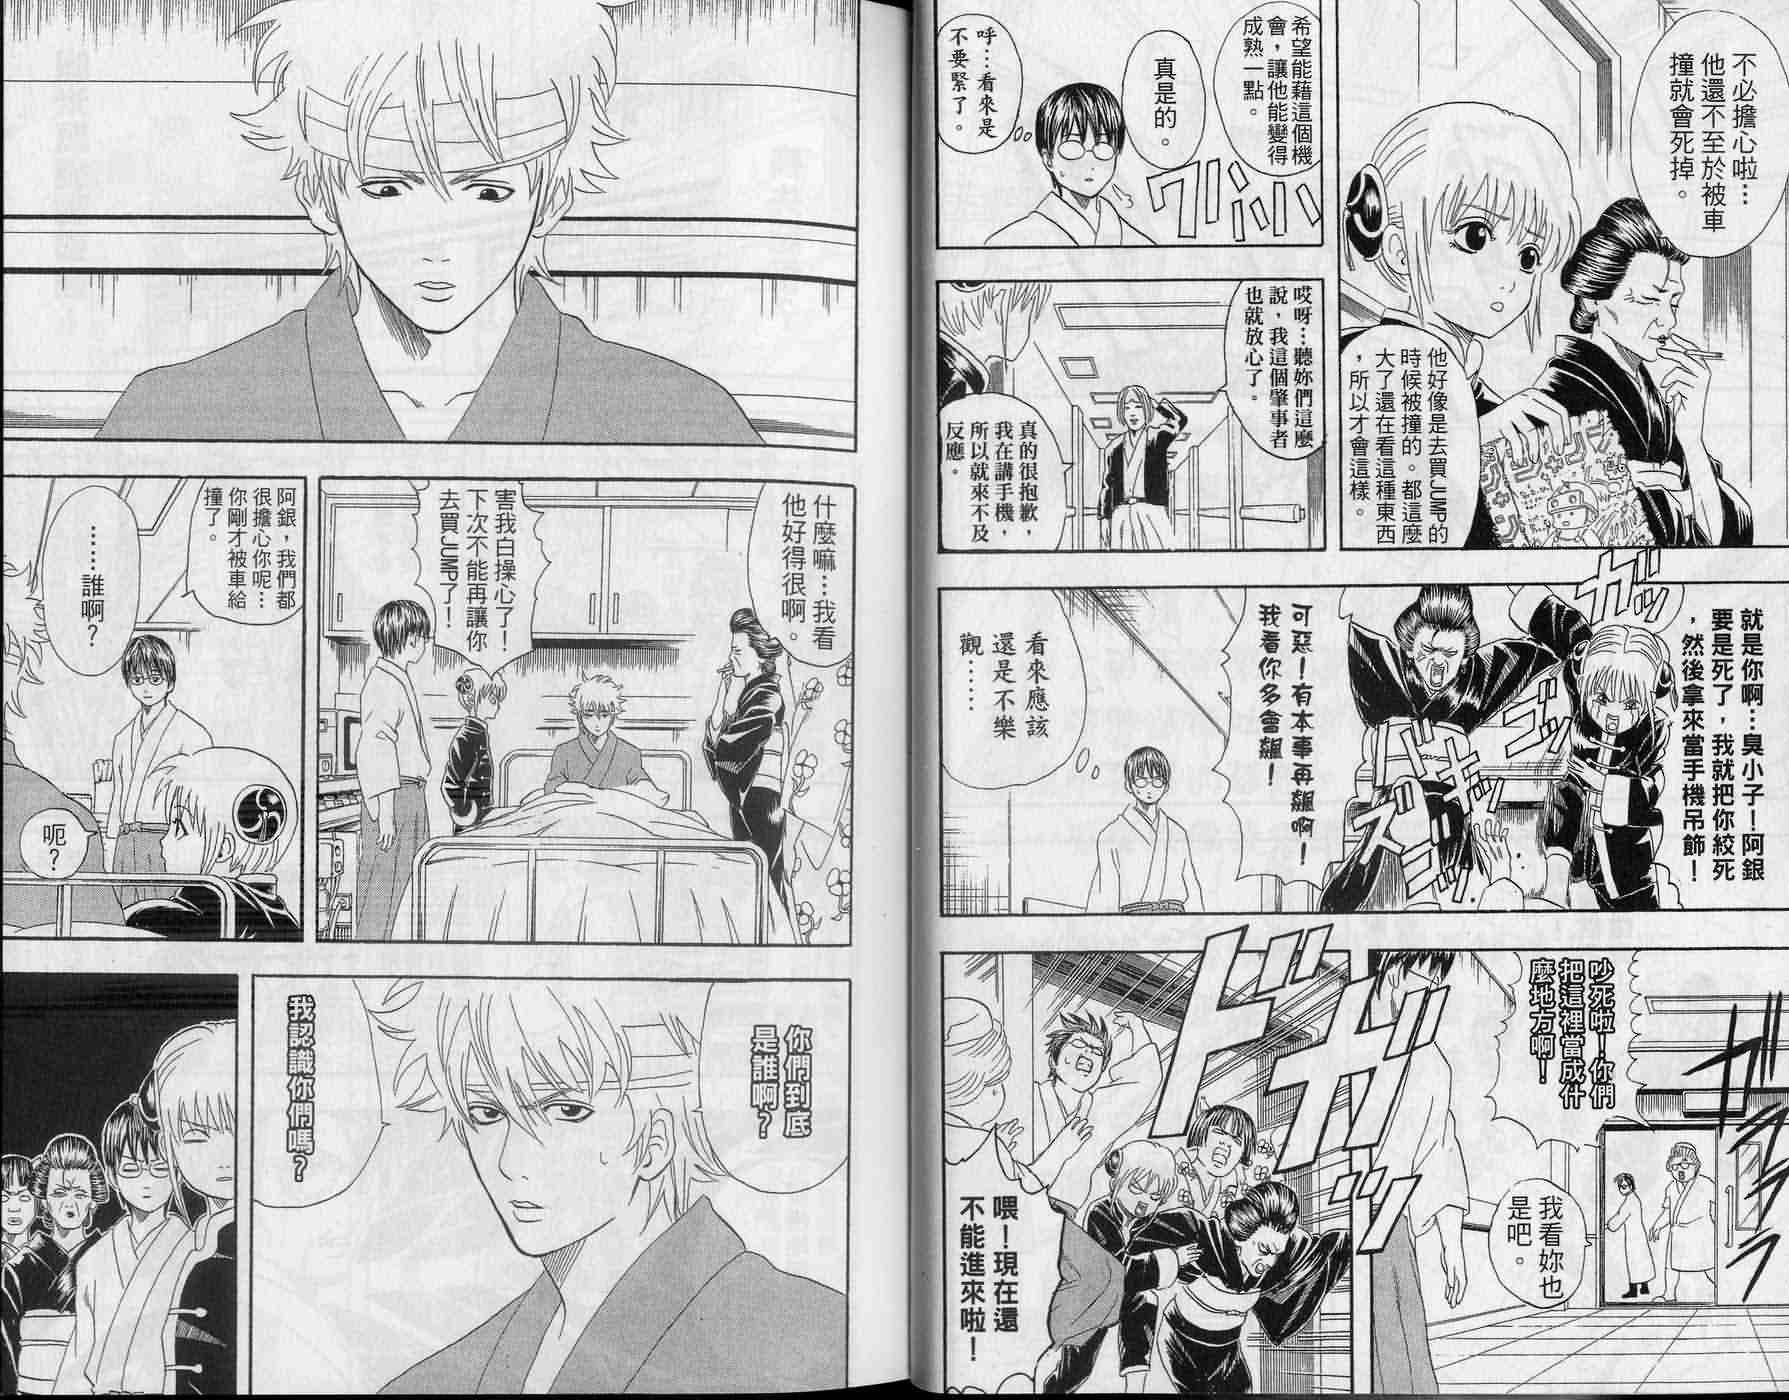 不必擔心啦…
他還不至於被車
撞就會死掉。
他好像是去買JUMP的
時候被撞的。都這麼
大了還在看這種東西
，所以才會這樣。
希望能藉這個機
會，讓他能變得
成熟一點。
真是的。
呼…看來是
不要緊了。
ワハハハ
哎呀…聽妳們這麼
說，我這個肇事者
也就放心了。
真的很抱歉，
我在講手機，
所以就來不及
反應。
ガッ
就是你啊…臭小子！阿銀
要是死了，我就把你絞死
，然後拿來當手機吊飾！
可惡！有本事再飆啊！
我看你多會飆！
看來應該
還是不樂
觀……
吵死啦！你們
把這裡當成什
麼地方啊！
我看妳也
是吧。
ドドガガッ
喂！現在還
不能進來啦！
什麼嘛…我看
他好得很啊。
害我白操心了！
下次不能再讓你
去買JUMP了！
阿銀，我們都
很擔心你呢…
你剛才被車給
撞了。
……誰啊？
呃？
你們到底
是誰啊？
我認識你們嗎？